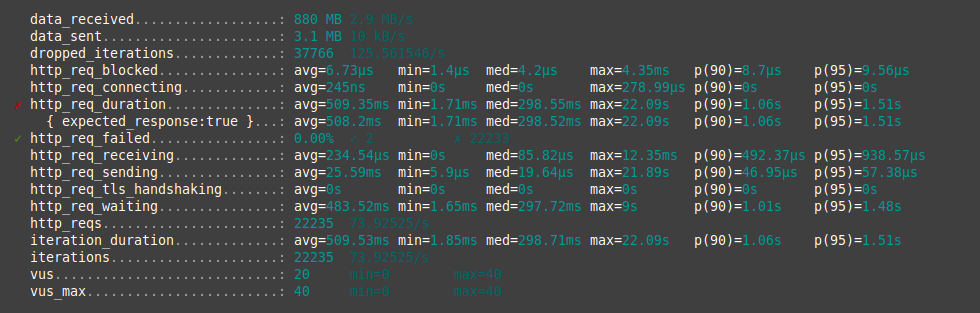 data_received..................: 880 MB 2.9 MB/s
data_sent......................: 3.1 MB 10 kB/s
dropped_iterations.............: 37766 125.561546/s
http_req_blocked...............: avg=6.73µs min=1.4µs med=4.2µs max=4.35ms p(90)=8.7µs p(95)=9.56µs
http_req_connecting............: avg=245ns min=0s med=0s max=278.99µs p(90)=0s p(95)=0s
✗ http_req_duration..............: avg=509.35ms min=1.71ms med=298.55ms max=22.09s p(90)=1.06s p(95)=1.51s
{ expected_response:true }...: avg=508.2ms min=1.71ms med=298.52ms max=22.09s p(90)=1.06s p(95)=1.51s
✓ http_req_failed................: 0.00% ✓ 2 ✗ 22233
http_req_receiving.............: avg=234.54µs min=0s med=85.82µs max=12.35ms p(90)=492.37µs p(95)=938.57µs
http_req_sending...............: avg=25.59ms min=5.9µs med=19.64µs max=21.89s p(90)=46.95µs p(95)=57.38µs
http_req_tls_handshaking.......: avg=0s min=0s med=0s max=0s p(90)=0s p(95)=0s
http_req_waiting...............: avg=483.52ms min=1.65ms med=297.72ms max=9s p(90)=1.01s p(95)=1.48s
http_reqs......................: 22235 73.92525/s
iteration_duration.............: avg=509.53ms min=1.85ms med=298.71ms max=22.09s p(90)=1.06s p(95)=1.51s
iterations.....................: 22235 73.92525/s
vus............................: 20 min=0 max=40
vus_max........................: 40 min=0 max=40